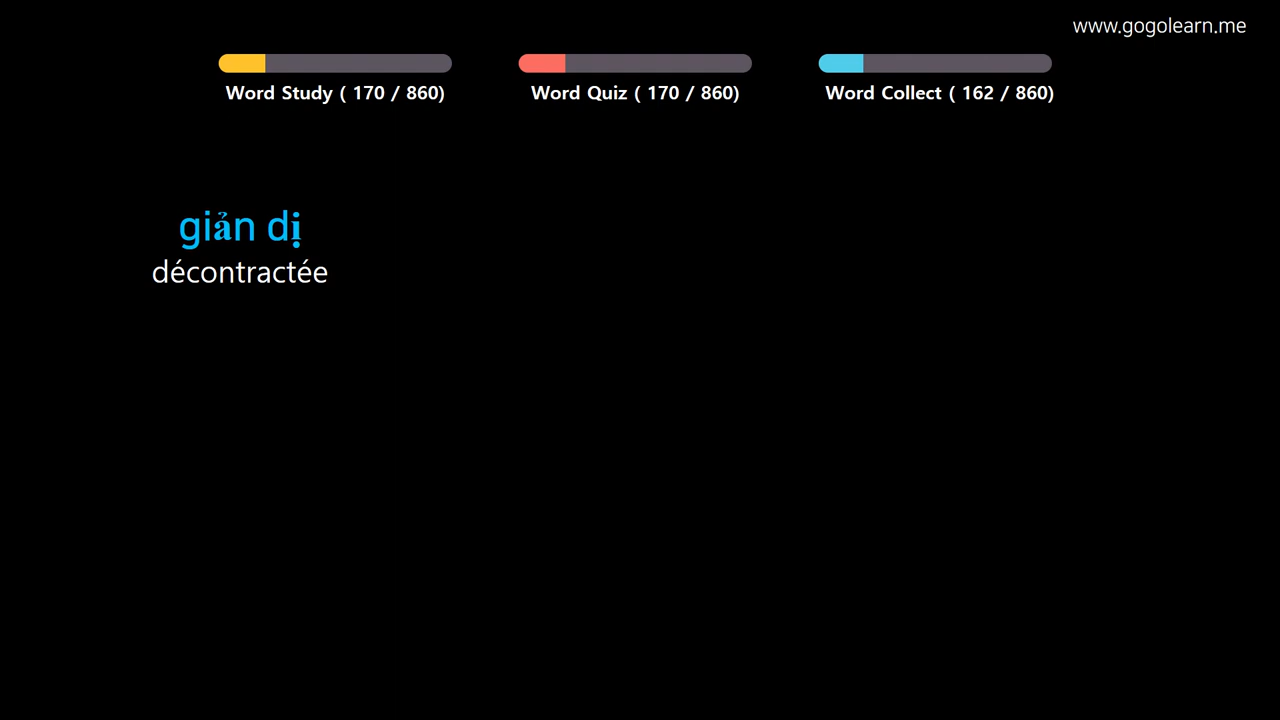 www.gogolearn.me
Word Study ( 170 / 860)
Word Quiz ( 170 / 860)
Word Collect ( 162 / 860)
giản dị
décontractée